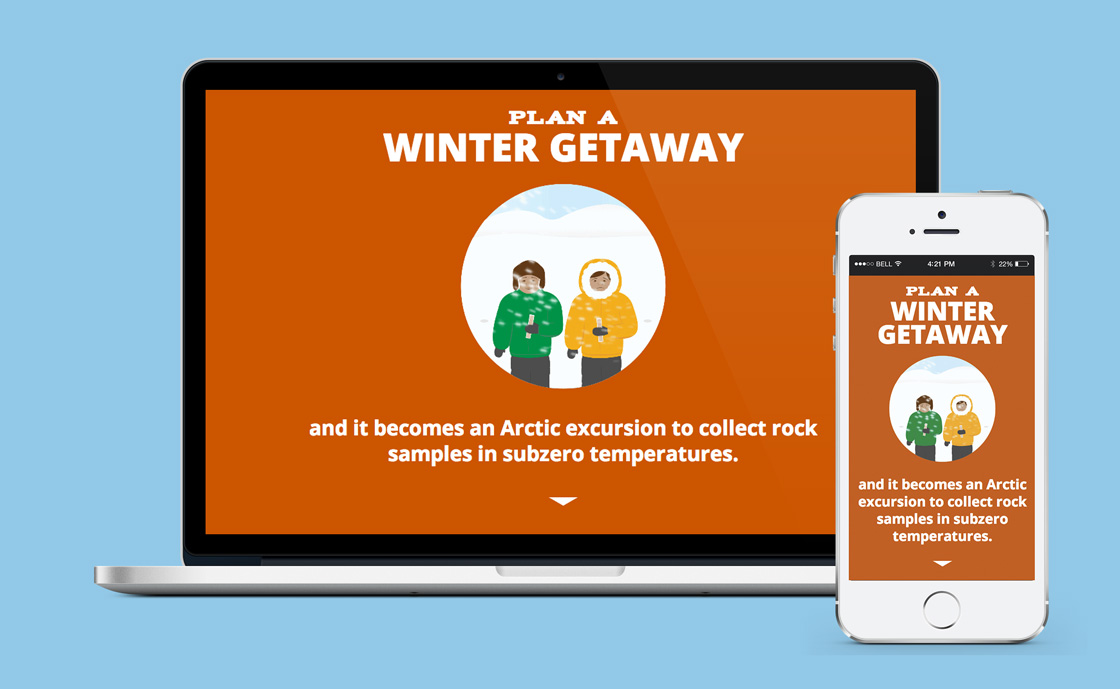 PLAN A
WINTER GETAWAY
and it becomes an Arctic excursion to collect rock
samples in subzero temperatures.
BELL 4:21 PM 22%
PLAN A
WINTER
GETAWAY
and it becomes an Arctic
excursion to collect rock
samples in subzero
temperatures.